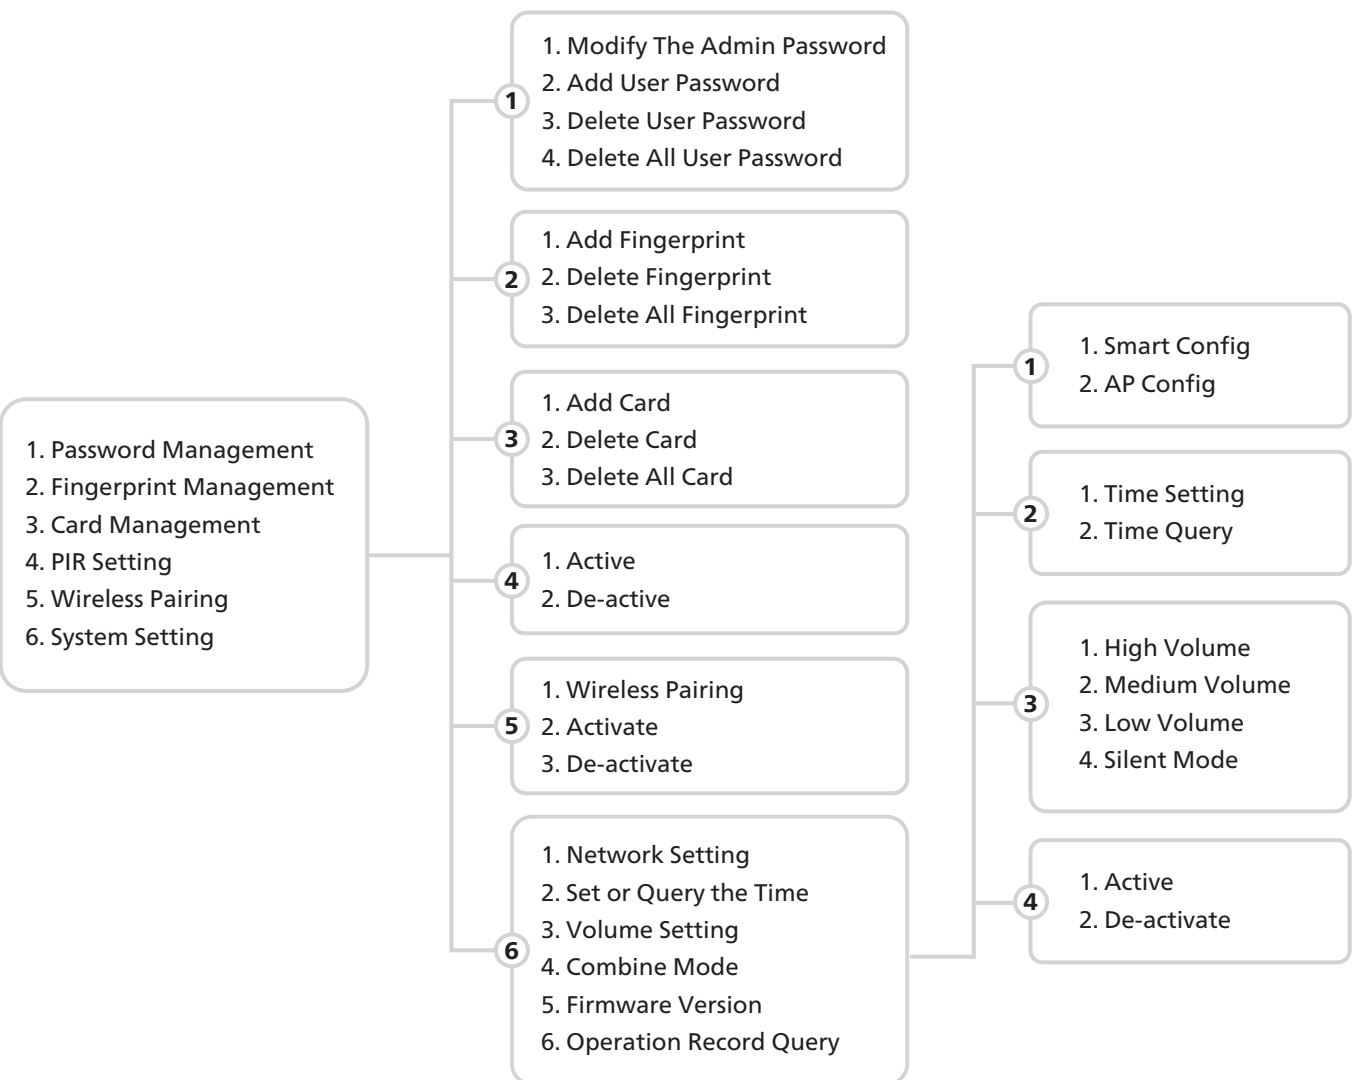 1. Password Management
2. Fingerprint Management
3. Card Management
4. PIR Setting
5. Wireless Pairing
6. System Setting
1
1. Modify The Admin Password
2. Add User Password
3. Delete User Password
4. Delete All User Password
2
1. Add Fingerprint
2. Delete Fingerprint
3. Delete All Fingerprint
3
1. Add Card
2. Delete Card
3. Delete All Card
4
1. Active
2. De-active
5
1. Wireless Pairing
2. Activate
3. De-activate
6
1. Network Setting
2. Set or Query the Time
3. Volume Setting
4. Combine Mode
5. Firmware Version
6. Operation Record Query
1
1. Smart Config
2. AP Config
2
1. Time Setting
2. Time Query
3
1. High Volume
2. Medium Volume
3. Low Volume
4. Silent Mode
4
1. Active
2. De-activate